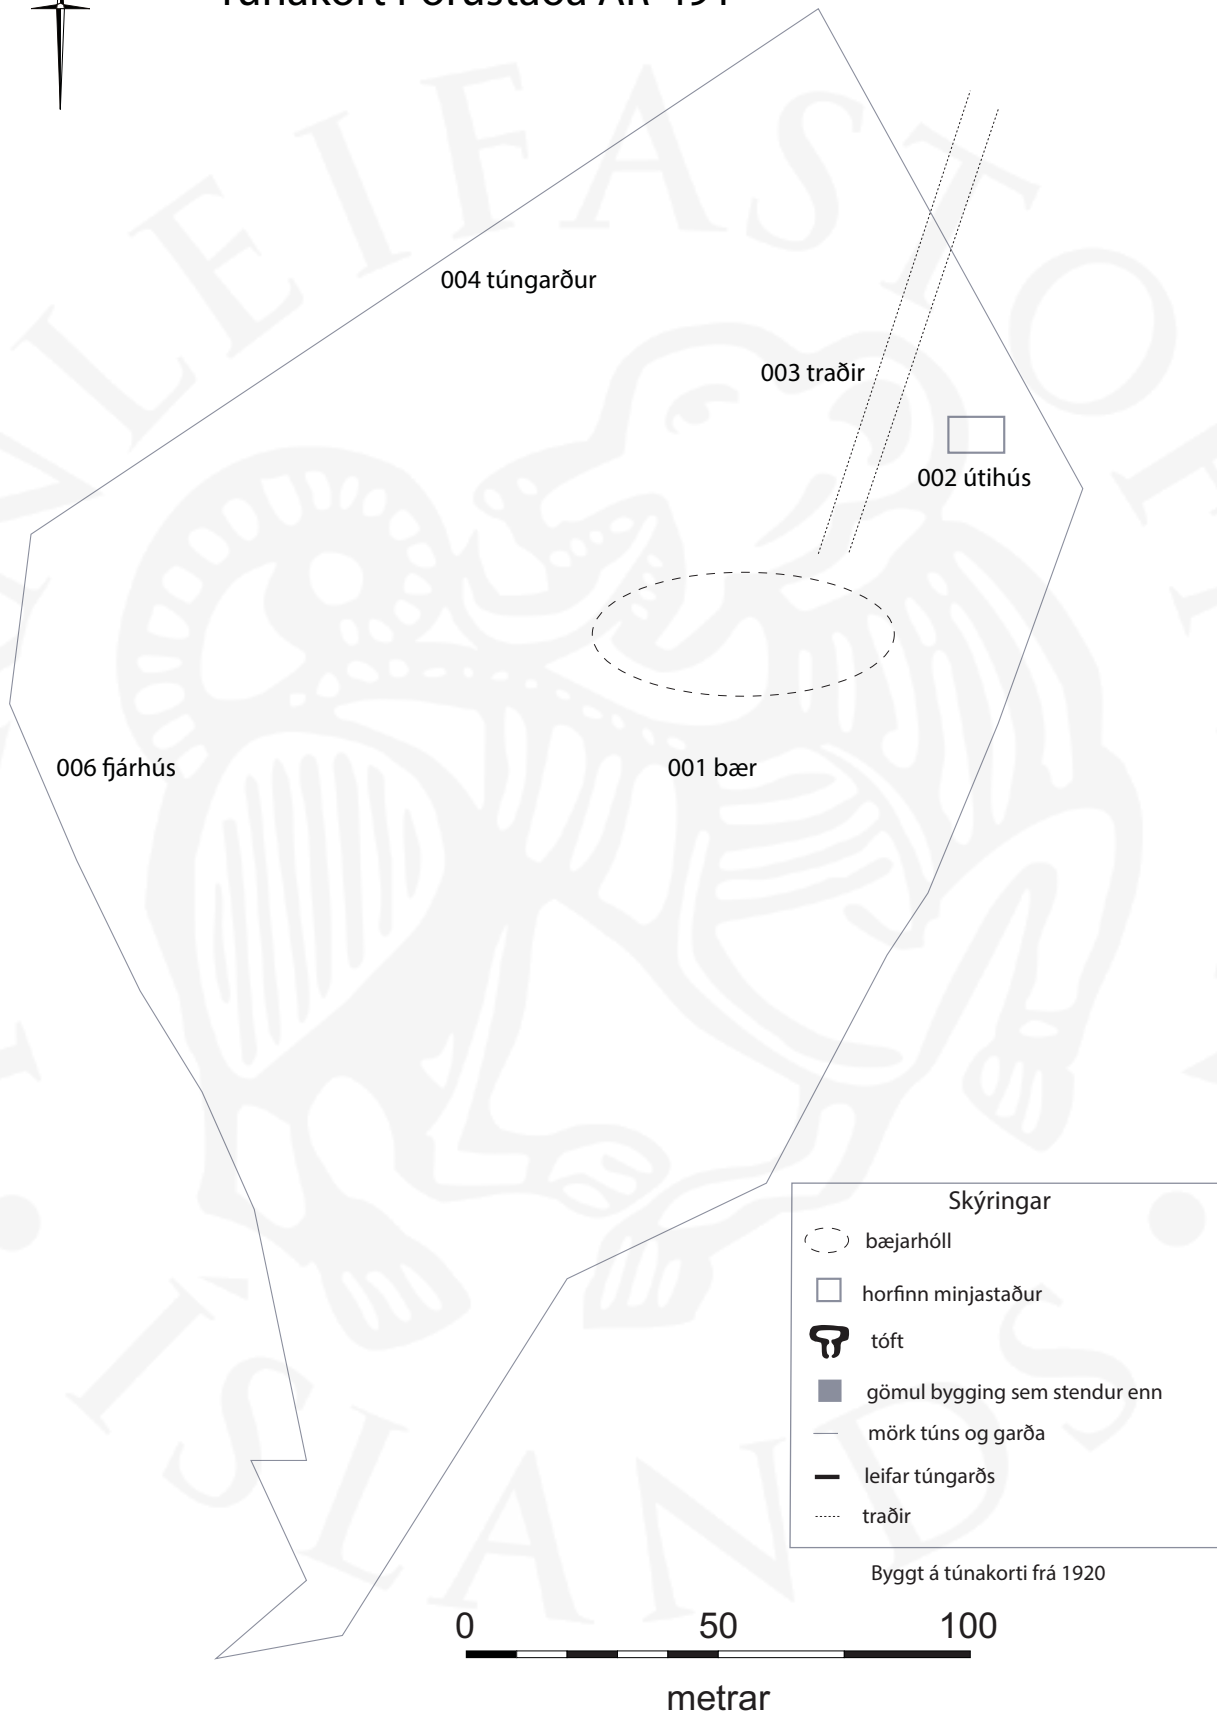 004 túngarður
003 traðir
002 útihús
006 fjárhús
001 bær
Skýringar
bæjarhóll
horfinn minjastaður
tóft
gömul bygging sem stendur enn
mörk túns og garða
leifar túngarðs
traðir
Byggt á túnakorti frá 1920
0 50 100
metrar
ÍSLANDS